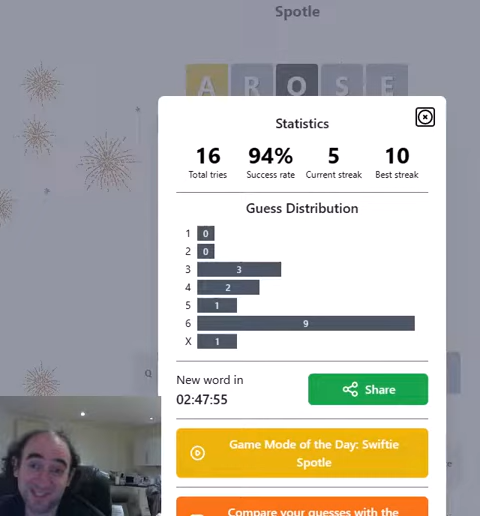 Spotle
A R O S E
Statistics
16 94% 5 10
Total tries Success rate Current streak Best streak
Guess Distribution
1 0
2 0
3 3
4 2
5 1
6 9
X 1
Q
New word in
02:47:55
Share
Game Mode of the Day: Swiftie
Spotle
Compare your guesses with the